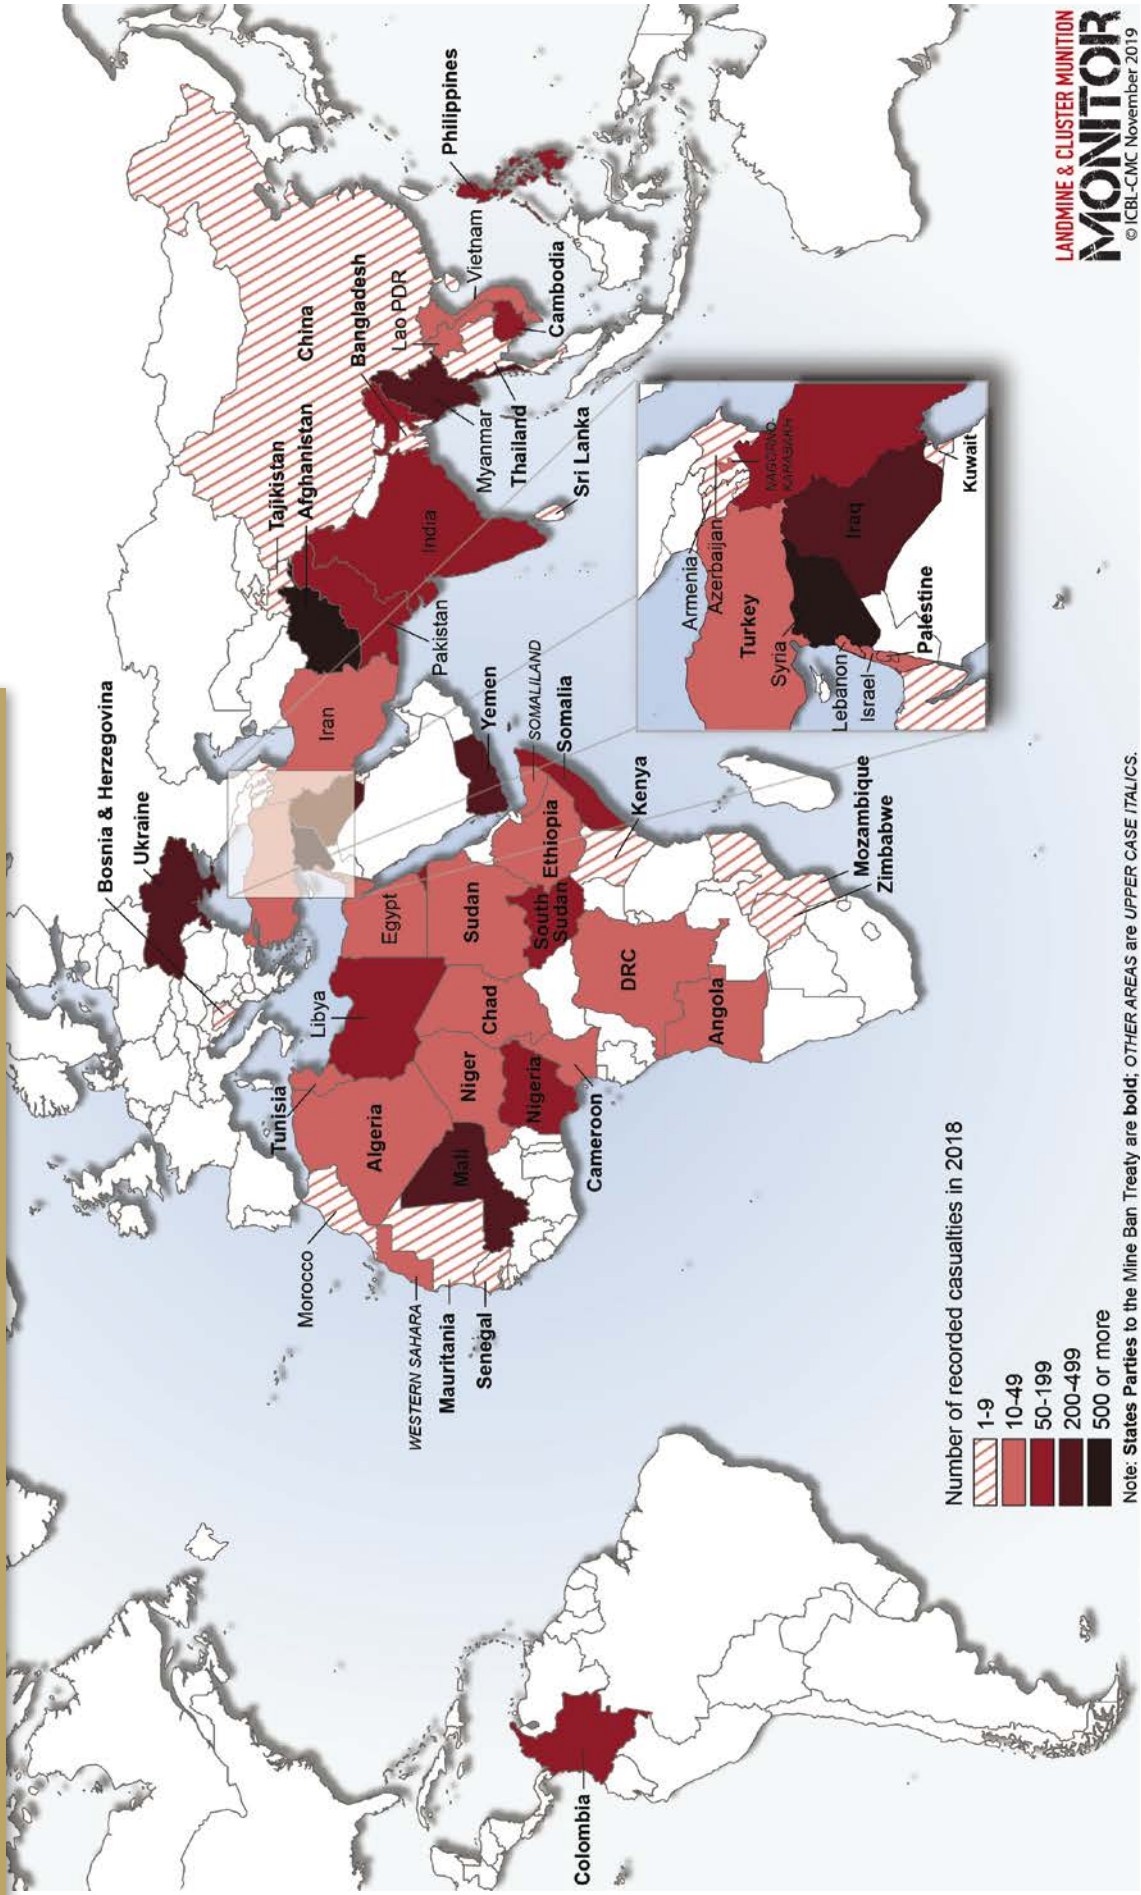 Philippines
Vietnam
Lao PDR
Cambodia
Bangladesh
China
Myanmar
Thailand
Sri Lanka
Tajikistan
Afghanistan
India
Pakistan
Iran
Bosnia & Herzegovina
Ukraine
Yemen
SOMALILAND
Somalia
Kenya
Ethiopia
South
Sudan
Sudan
Egypt
Libya
Chad
DRC
Angola
Mozambique
Zimbabwe
Tunisia
Algeria
Niger
Nigeria
Cameroon
Mali
Morocco
WESTERN SAHARA
Mauritania
Senegal
Colombia
Armenia
Azerbaijan
NAGORNO-
KARABAKH
Turkey
Syria
Iraq
Lebanon
Israel
Palestine
Kuwait
Number of recorded casualties in 2018
1-9
10-49
50-199
200-499
500 or more
Note: States Parties to the Mine Ban Treaty are bold; OTHER AREAS are UPPER CASE ITALICS.
LANDMINE & CLUSTER MUNITION
MONITOR
© ICBL-CMC November 2019